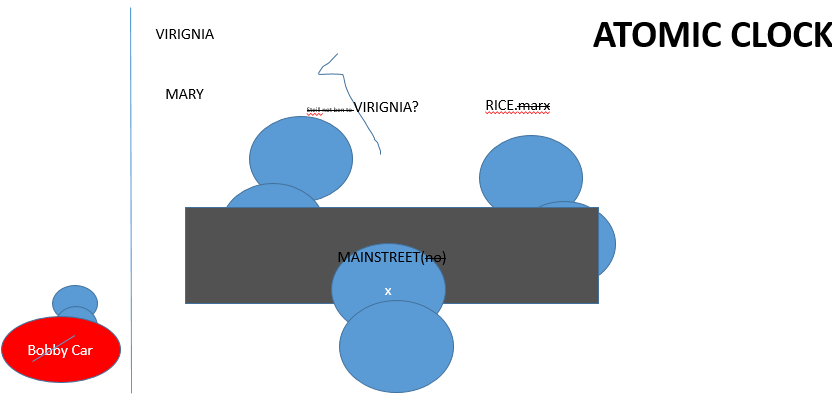 ATOMIC CLOCK
VIRIGNIA
MARY
VIRIGNIA?
RICE.marx
MAINSTREET(no)
x
Bobby Car